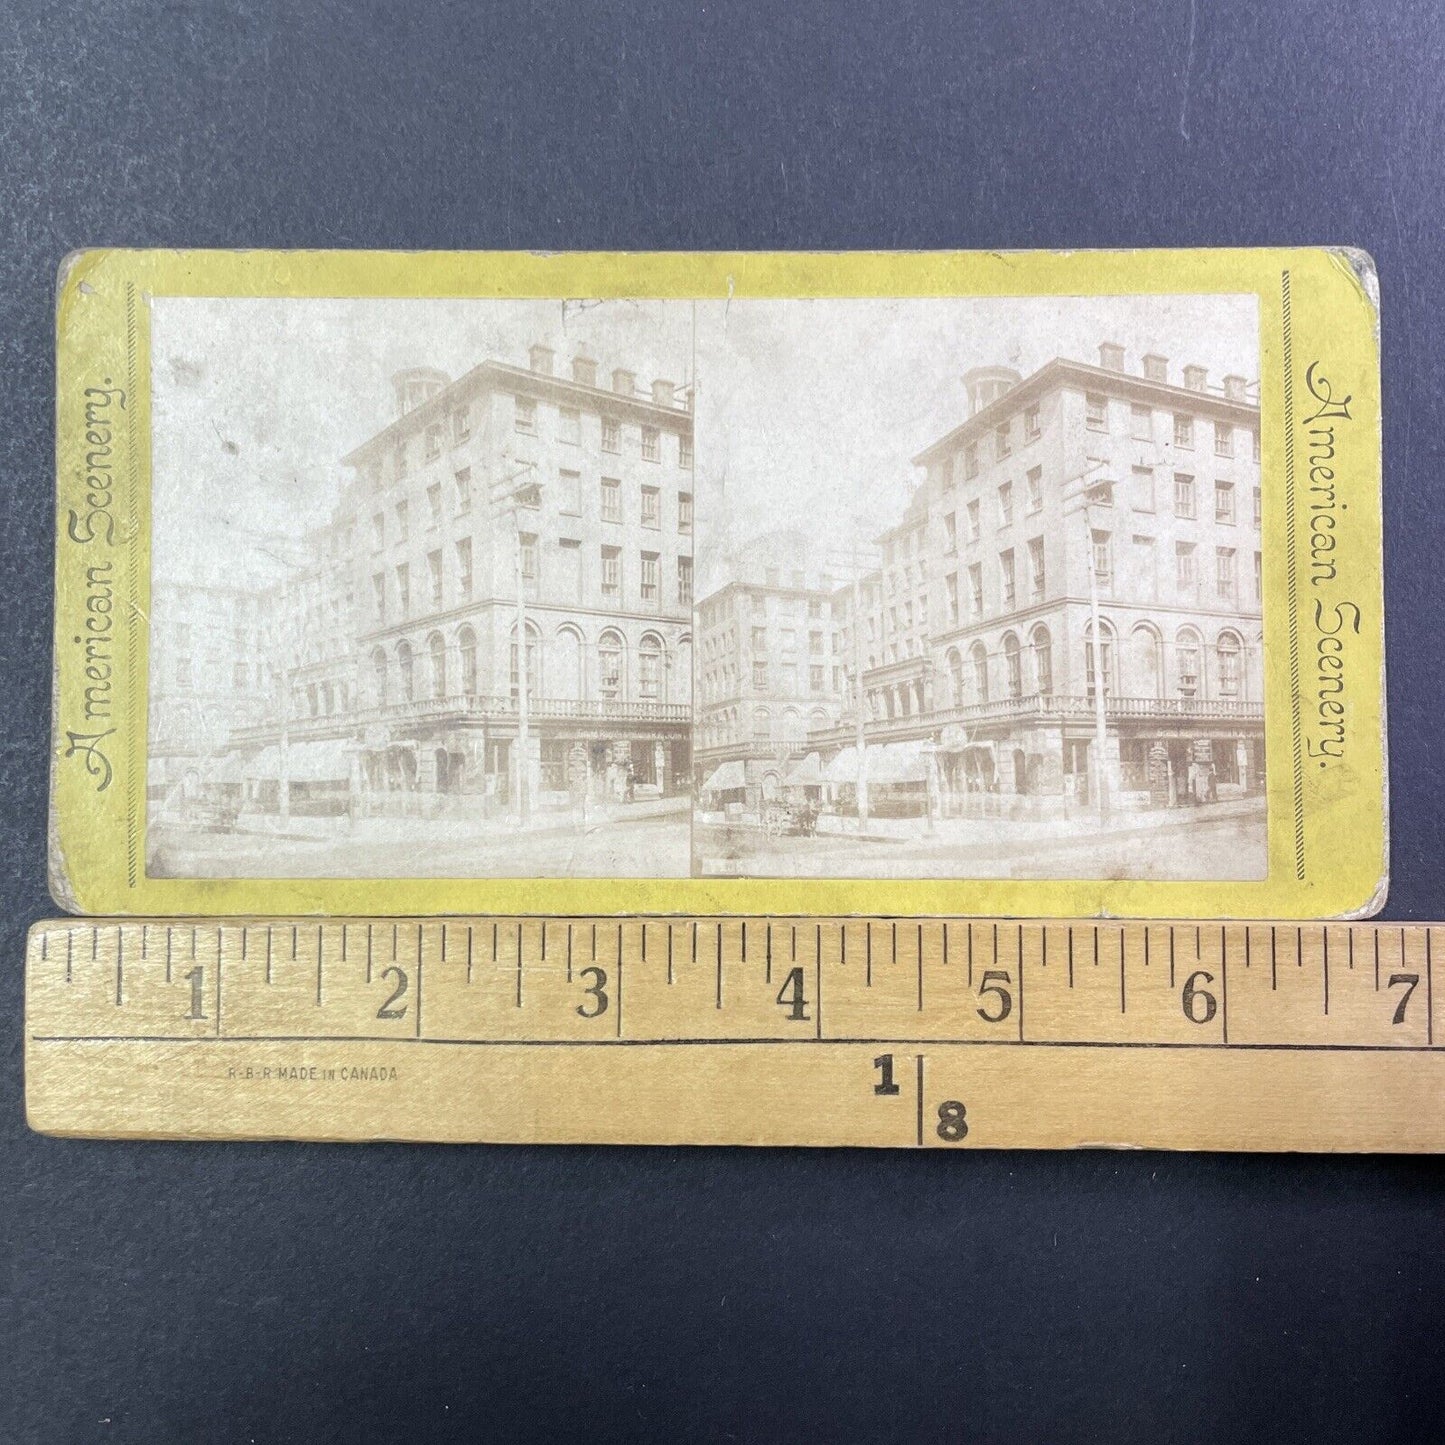 American Scenery.
American Scenery.
1 2 3 4 5 6 7
R-B-R MADE IN CANADA
1
8